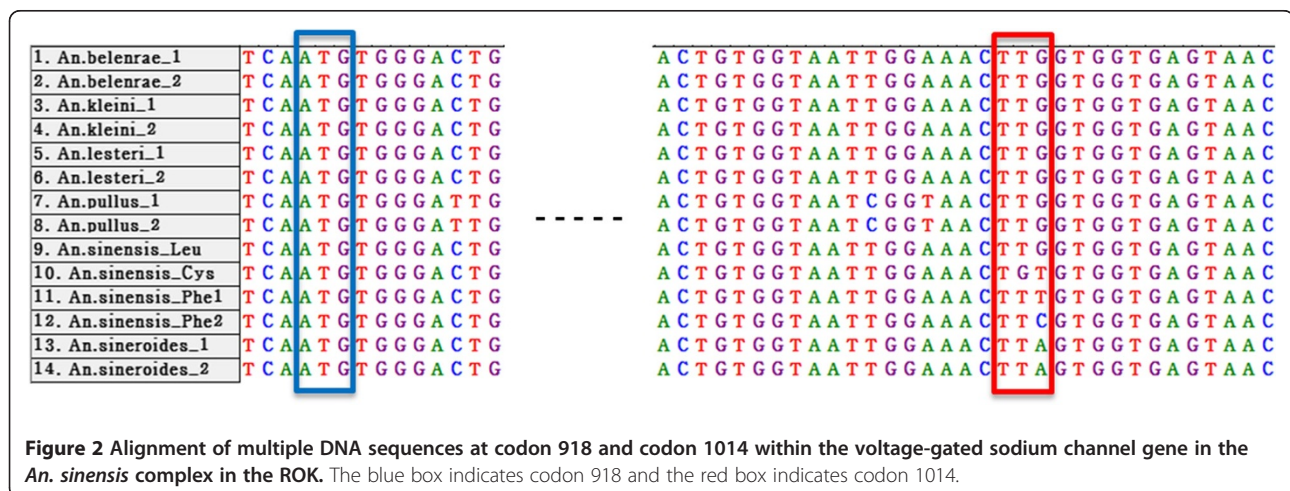 1. An.belenrae_1 T C A A T G T G G G A C T G A C T G T G G T A A T T G G A A A C T T G G T G G T G A G T A A C
2. An.belenrae_2 T C A A T G T G G G A C T G A C T G T G G T A A T T G G A A A C T T G G T G G T G A G T A A C
3. An.kleini_1 T C A A T G T G G G A C T G A C T G T G G T A A T T G G A A A C T T G G T G G T G A G T A A C
4. An.kleini_2 T C A A T G T G G G A C T G A C T G T G G T A A T T G G A A A C T T G G T G G T G A G T A A C
5. An.lesteri_1 T C A A T G T G G G A C T G A C T G T G G T A A T T G G A A A C T T G G T G G T G A G T A A C
6. An.lesteri_2 T C A A T G T G G G A C T G A C T G T G G T A A T T G G A A A C T T G G T G G T G A G T A A C
7. An.pullus_1 T C A A T G T G G G A T T G A C T G T G G T A A T C G G T A A C T T G G T G G T G A G T A A C
8. An.pullus_2 T C A A T G T G G G A T T G - - - - - A C T G T G G T A A T C G G T A A C T T G G T G G T G A G T A A C
9. An.sinensis_Leu T C A A T G T G G G A C T G A C T G T G G T A A T T G G A A A C T T G G T G G T G A G T A A C
10. An.sinensis_Cys T C A A T G T G G G A C T G A C T G T G G T A A T T G G A A A C T G T G T G G T G A G T A A C
11. An.sinensis_Phe1 T C A A T G T G G G A C T G A C T G T G G T A A T T G G A A A C T T T G T G G T G A G T A A C
12. An.sinensis_Phe2 T C A A T G T G G G A C T G A C T G T G G T A A T T G G A A A C T T C G T G G T G A G T A A C
13. An.sineroides_1 T C A A T G T G G G A C T G A C T G T G G T A A T T G G A A A C T T A G T G G T G A G T A A C
14. An.sineroides_2 T C A A T G T G G G A C T G A C T G T G G T A A T T G G A A A C T T A G T G G T G A G T A A C
Figure 2 Alignment of multiple DNA sequences at codon 918 and codon 1014 within the voltage-gated sodium channel gene in the
An. sinensis complex in the ROK. The blue box indicates codon 918 and the red box indicates codon 1014.